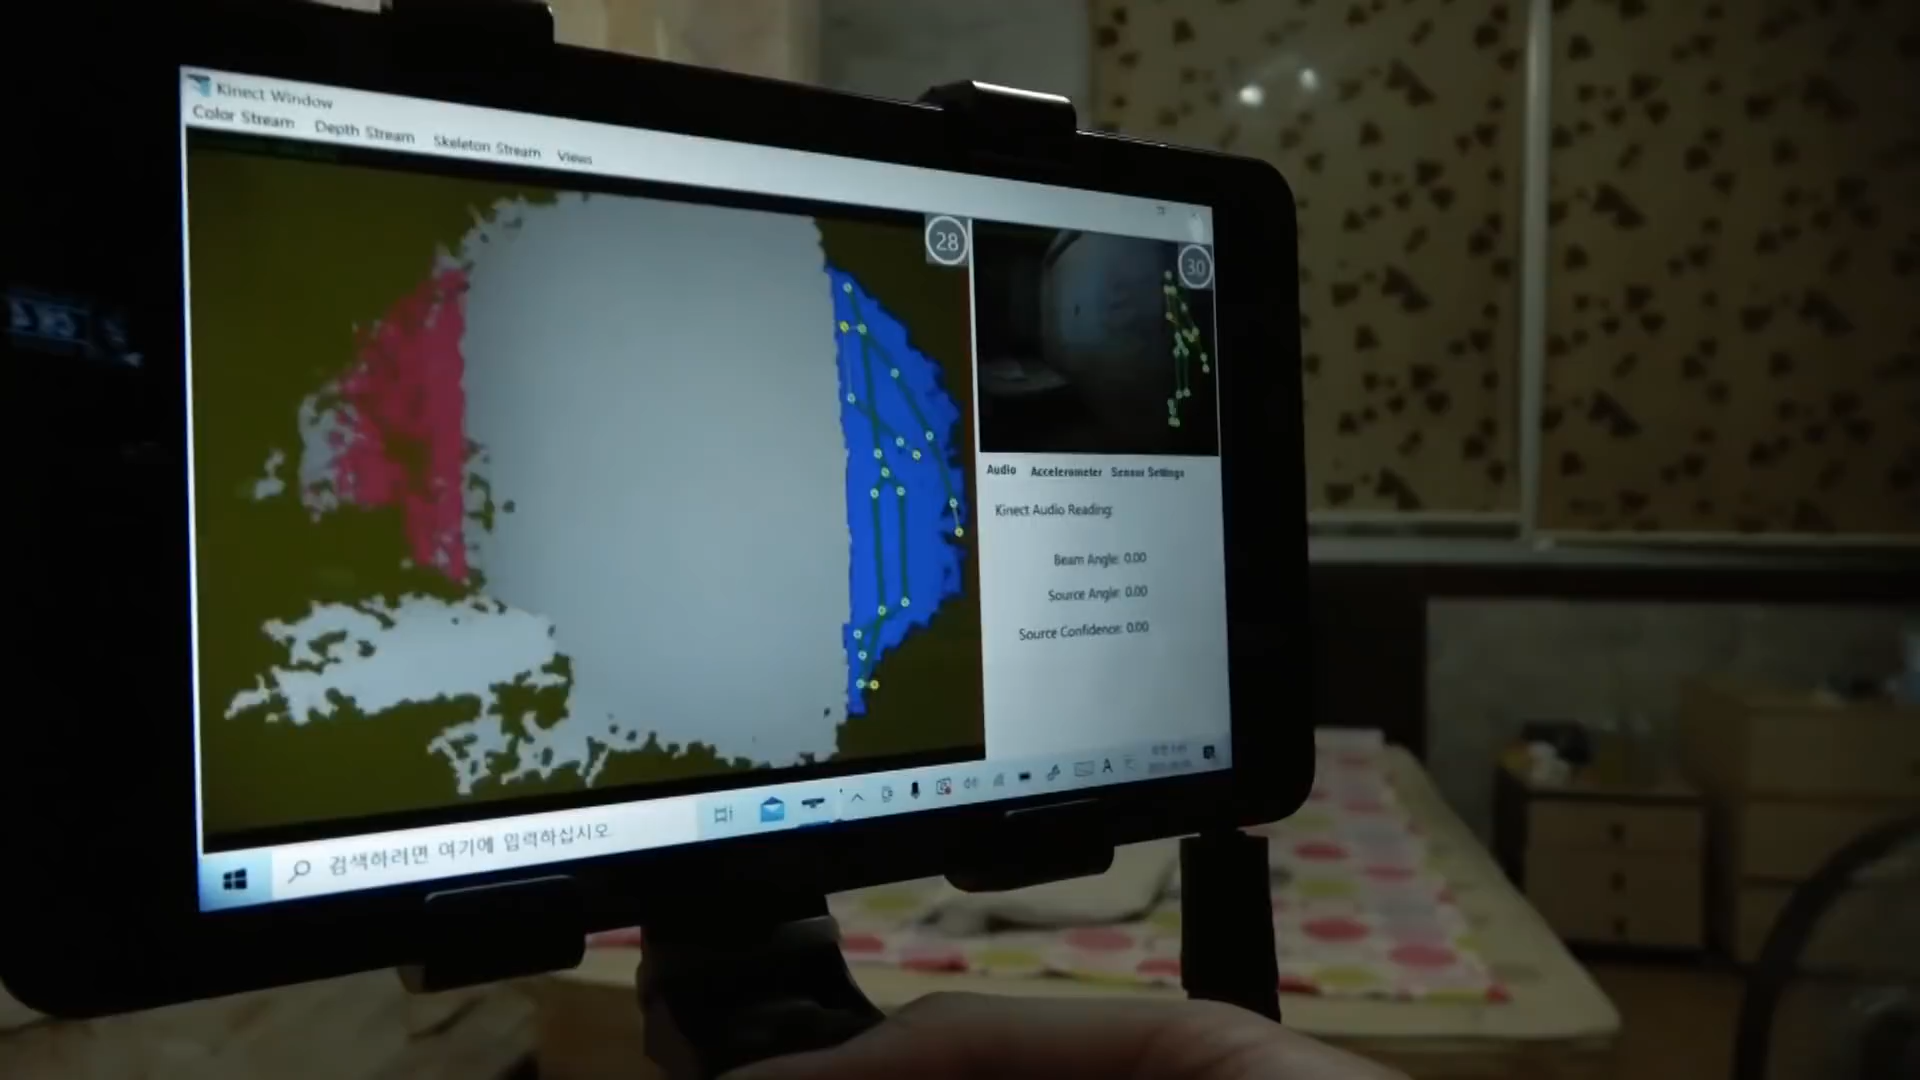 Kinect Window
Color Stream Depth Stream Skeleton Stream Views
28
30
Audio Accelerometer Sensor Settings
Kinect Audio Reading:
Beam Angle: 0.00
Source Angle: 0.00
Source Confidence: 0.00
검색하려면 여기에 입력하십시오.
A